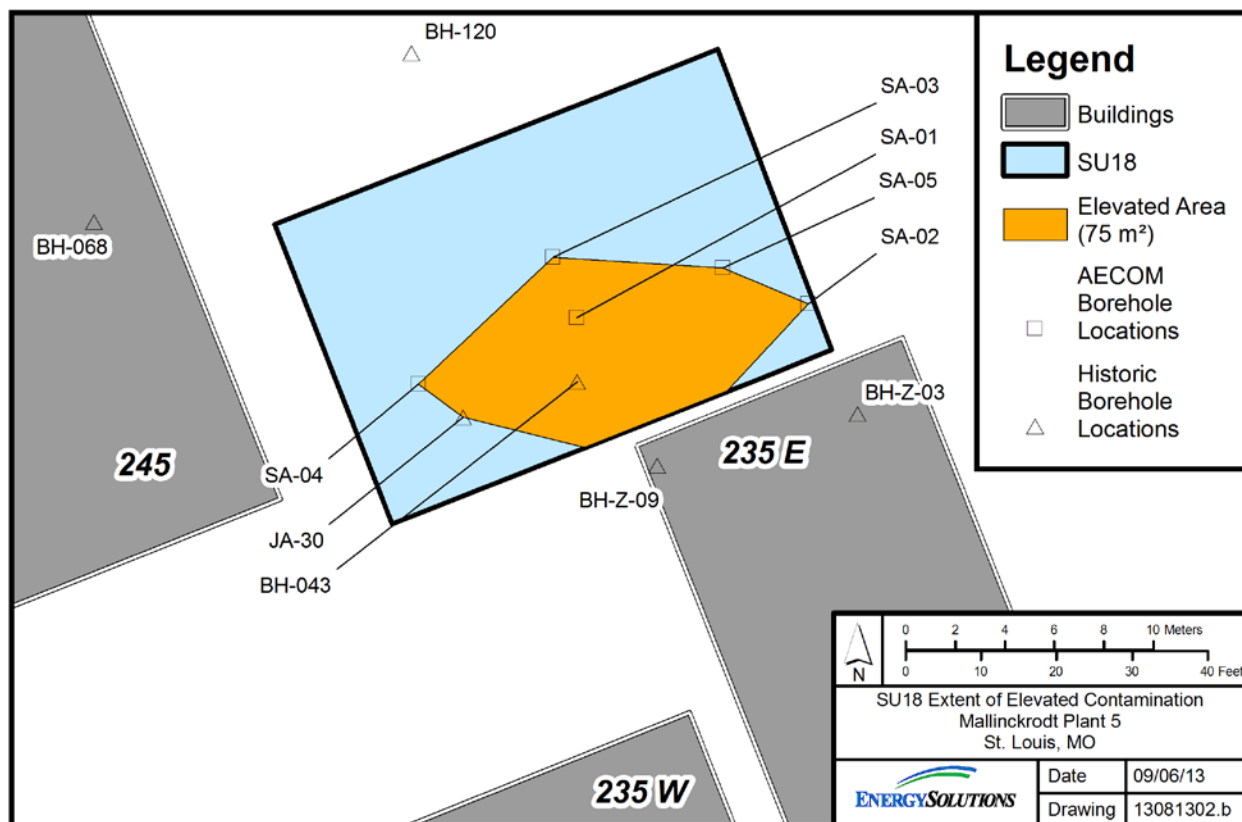 BH-120
SA-03
SA-01
SA-05
SA-02
BH-068
245
SA-04
JA-30
BH-043
BH-Z-09
235 E
BH-Z-03
235 W
Legend
Buildings
SU18
Elevated Area
(75 m²)
AECOM
Borehole
Locations
Historic
Borehole
Locations
N
0 2 4 6 8 10 Meters
0 10 20 30 40 Feet
SU18 Extent of Elevated Contamination
Mallinckrodt Plant 5
St. Louis, MO
ENERGYSOLUTIONS
Date 09/06/13
Drawing 13081302.b